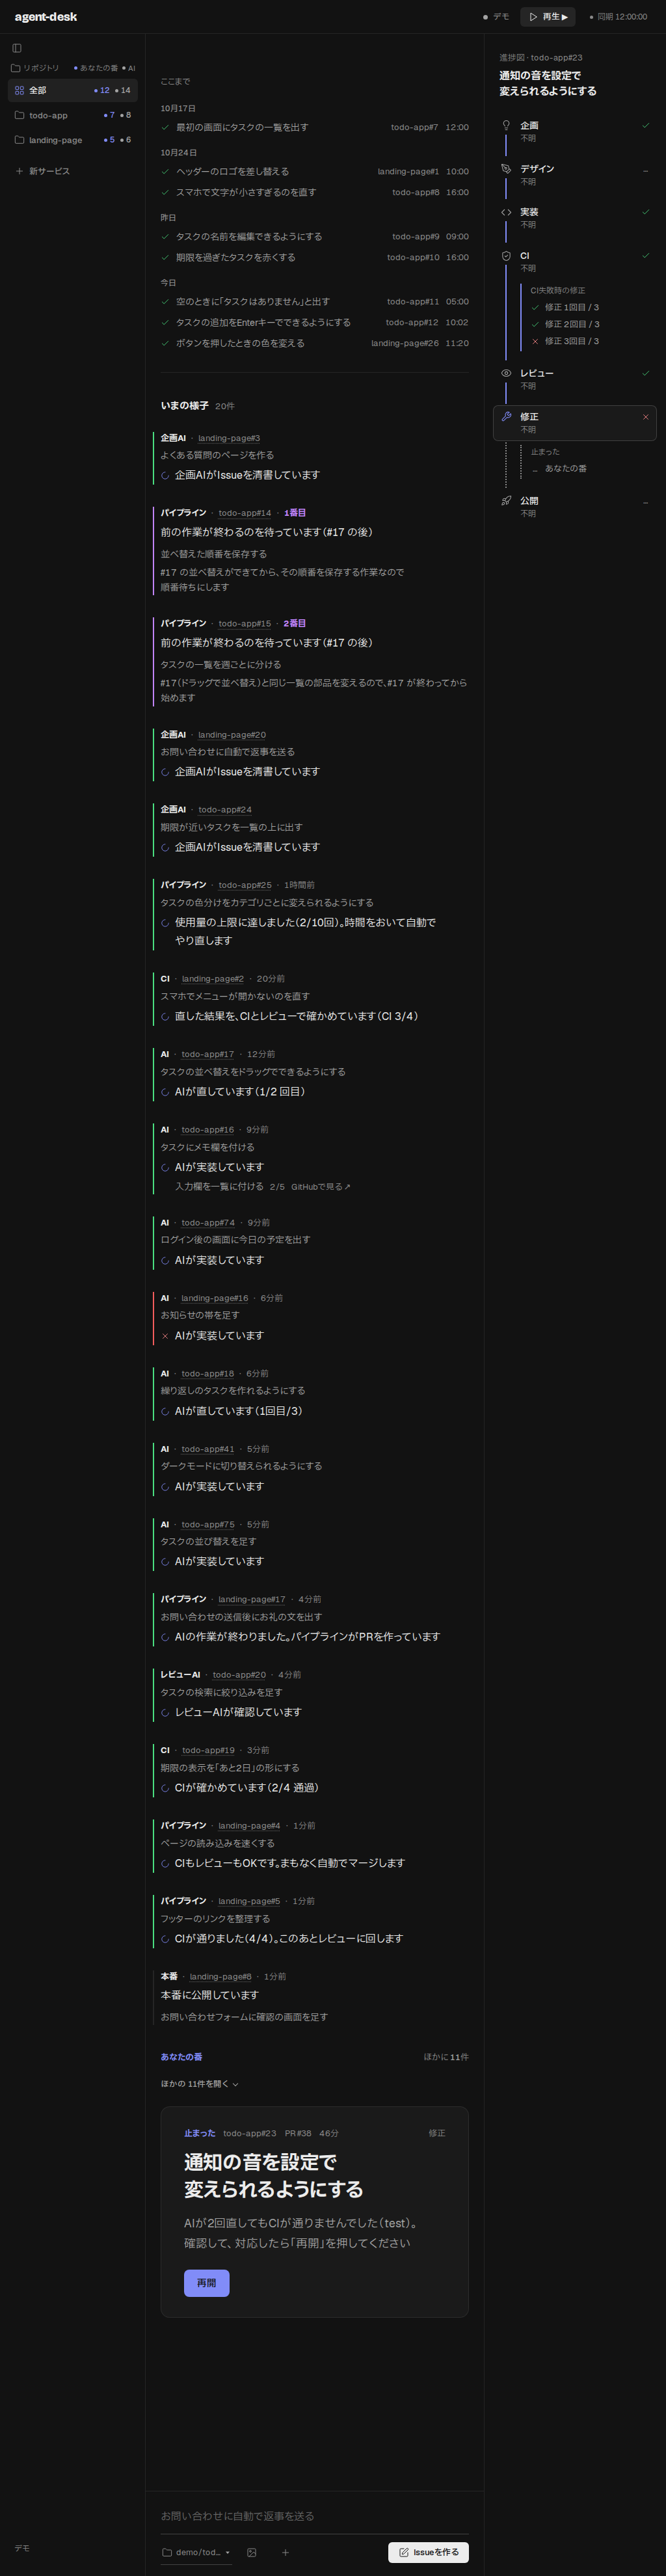 agent-desk
デモ
再生 ▶
同期 12:00:00
リポジトリ
あなたの番 AI
全部 12 14
todo-app 7 8
landing-page 5 6
新サービス
ここまで
10月17日
最初の画面にタスクの一覧を出す todo-app#7 12:00
10月24日
ヘッダーのロゴを差し替える landing-page#1 10:00
スマホで文字が小さすぎるのを直す todo-app#8 16:00
昨日
タスクの名前を編集できるようにする todo-app#9 09:00
期限を過ぎたタスクを赤くする todo-app#10 16:00
今日
空のときに「タスクはありません」と出す todo-app#11 05:00
タスクの追加をEnterキーでできるようにする todo-app#12 10:02
ボタンを押したときの色を変える landing-page#26 11:20
いまの様子 20件
企画AI · landing-page#3
よくある質問のページを作る
企画AIがIssueを清書しています
パイプライン · todo-app#14 · 1番目
前の作業が終わるのを待っています（#17 の後）
並べ替えた順番を保存する
#17 の並べ替えができてから、その順番を保存する作業なので
順番待ちにします
パイプライン · todo-app#15 · 2番目
前の作業が終わるのを待っています（#17 の後）
タスクの一覧を週ごとに分ける
#17（ドラッグで並べ替え）と同じ一覧の部品を変えるので、#17 が終わってから
始めます
企画AI · landing-page#20
お問い合わせに自動で返事を送る
企画AIがIssueを清書しています
企画AI · todo-app#24
期限が近いタスクを一覧の上に出す
企画AIがIssueを清書しています
パイプライン · todo-app#25 · 1時間前
タスクの色分けをカテゴリごとに変えられるようにする
使用量の上限に達しました（2/10回）。時間をおいて自動で
やり直します
CI · landing-page#2 · 20分前
スマホでメニューが開かないのを直す
直した結果を、CIとレビューで確かめています（CI 3/4）
AI · todo-app#17 · 12分前
タスクの並べ替えをドラッグでできるようにする
AIが直しています（1/2 回目）
AI · todo-app#16 · 9分前
タスクにメモ欄を付ける
AIが実装しています
入力欄を一覧に付ける 2/5 GitHubで見る↗
AI · todo-app#74 · 9分前
ログイン後の画面に今日の予定を出す
AIが実装しています
AI · landing-page#16 · 6分前
お知らせの帯を足す
AIが実装しています
AI · todo-app#18 · 6分前
繰り返しのタスクを作れるようにする
AIが直しています（1回目/3）
AI · todo-app#41 · 5分前
ダークモードに切り替えられるようにする
AIが実装しています
AI · todo-app#75 · 5分前
タスクの並び替えを足す
AIが実装しています
パイプライン · landing-page#17 · 4分前
お問い合わせの送信後にお礼の文を出す
AIの作業が終わりました。パイプラインがPRを作っています
レビューAI · todo-app#20 · 4分前
タスクの検索に絞り込みを足す
レビューAIが確認しています
CI · todo-app#19 · 3分前
期限の表示を「あと2日」の形にする
CIが確かめています（2/4 通過）
パイプライン · landing-page#4 · 1分前
ページの読み込みを速くする
CIもレビューもOKです。まもなく自動でマージします
パイプライン · landing-page#5 · 1分前
フッターのリンクを整理する
CIが通りました（4/4）。このあとレビューに回します
本番 · landing-page#8 · 1分前
本番に公開しています
お問い合わせフォームに確認の画面を足す
あなたの番 ほかに 11件
ほかの 11件を開く
止まった todo-app#23 PR #38 46分 修正
通知の音を設定で
変えられるようにする
AIが2回直してもCIが通りませんでした（test）。
確認して、対応したら「再開」を押してください
再開
お問い合わせに自動で返事を送る
demo/tod…
Issueを作る
デモ
進捗図 · todo-app#23
通知の音を設定で
変えられるようにする
企画
不明
デザイン …
不明
実装
不明
CI
不明
CI失敗時の修正
修正 1回目 / 3
修正 2回目 / 3
修正 3回目 / 3
レビュー
不明
修正
不明
止まった
… あなたの番
公開 …
不明